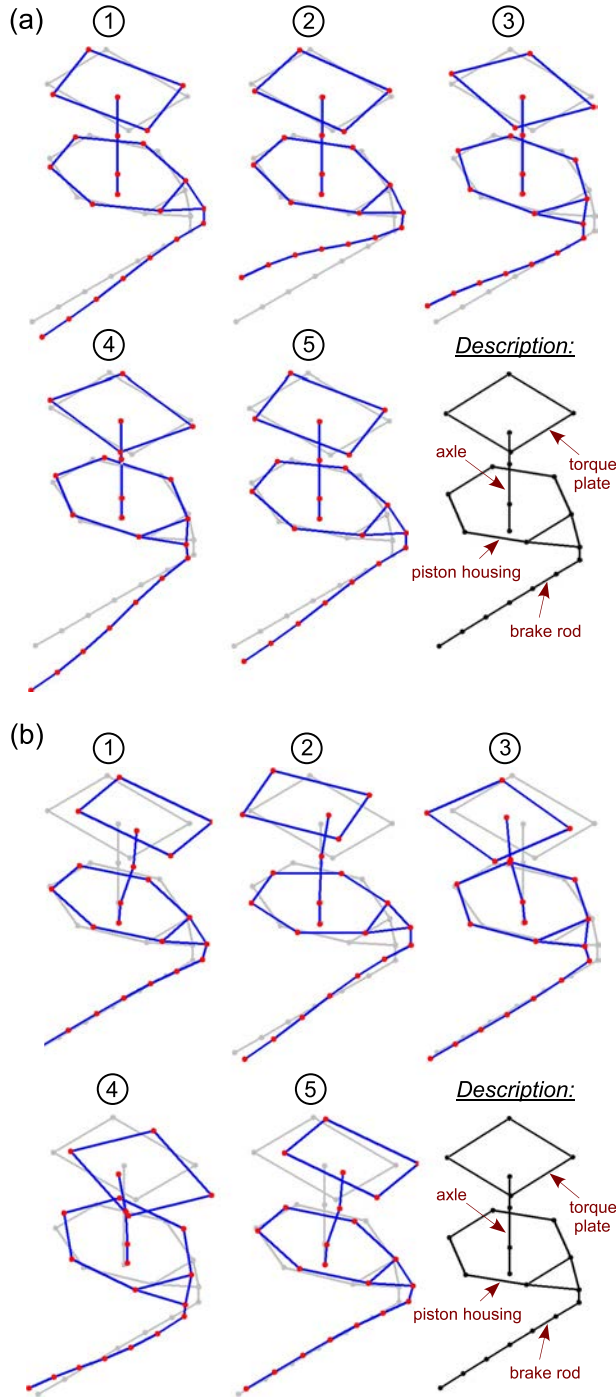 (a)
1 2 3
4 5 Description:
axle
torque
plate
piston housing
brake rod
(b)
1 2 3
4 5 Description:
axle
torque
plate
piston housing
brake rod